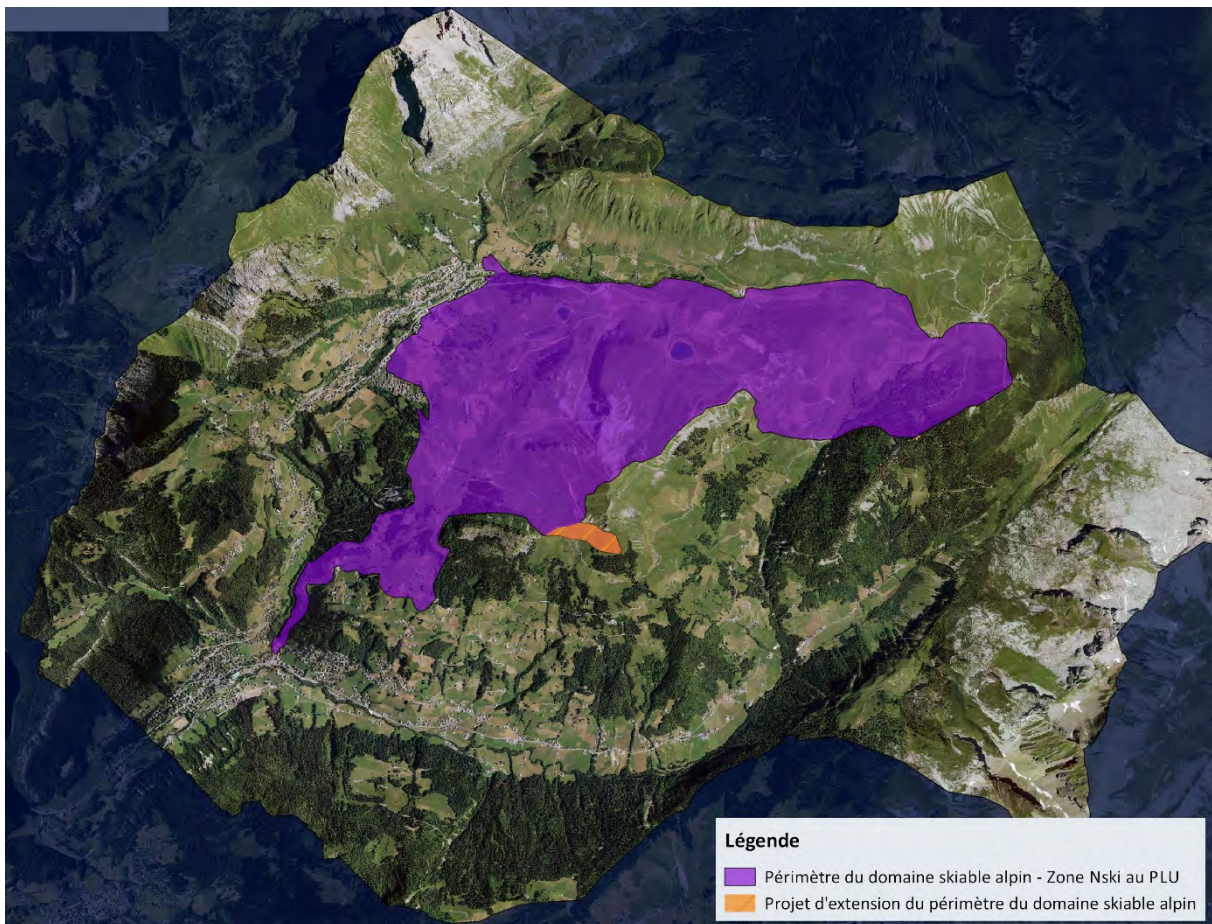 Légende
Périmètre du domaine skiable alpin - Zone Nski au PLU
Projet d'extension du périmètre du domaine skiable alpin